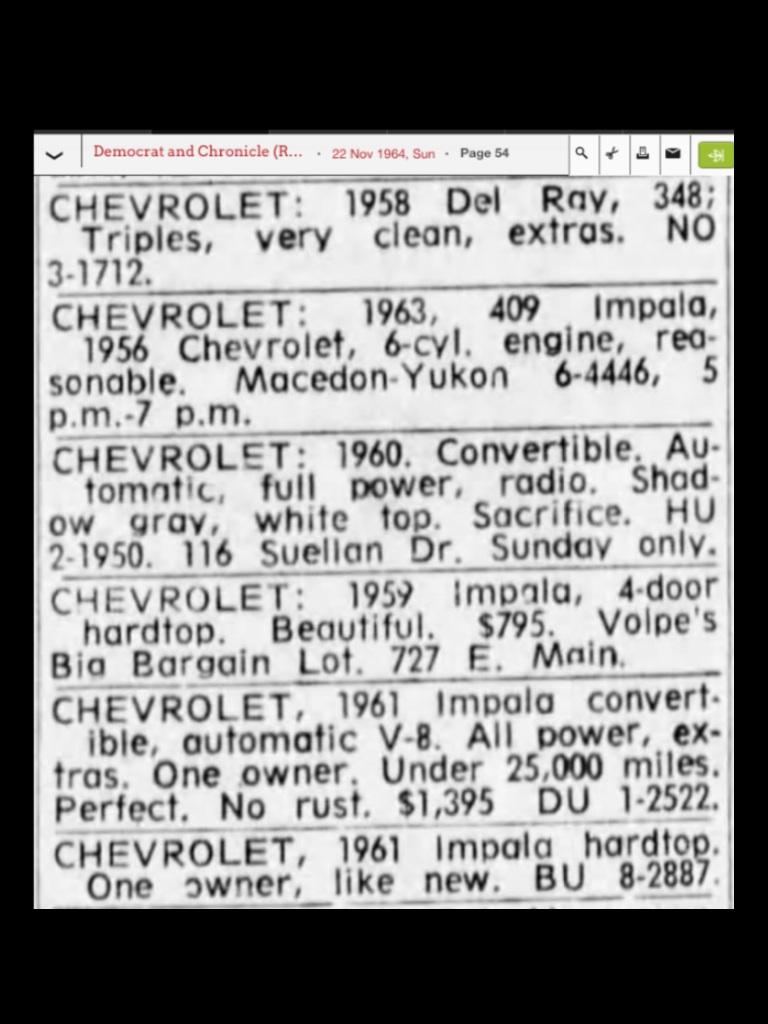 Democrat and Chronicle (R... · 22 Nov 1964, Sun · Page 54
CHEVROLET: 1958 Del Ray, 348;
Triples, very clean, extras. NO
3-1712.
CHEVROLET: 1963, 409 Impala,
1956 Chevrolet, 6-cyl. engine, rea-
sonable. Macedon-Yukon 6-4446, 5
p.m.-7 p.m.
CHEVROLET: 1960. Convertible. Au-
tomatic, full power, radio. Shad-
ow gray, white top. Sacrifice. HU
2-1950. 116 Suellan Dr. Sunday only.
CHEVROLET: 1959 Impala, 4-door
hardtop. Beautiful. $795. Volpe's
Big Bargain Lot. 727 E. Main.
CHEVROLET, 1961 Impala convert-
ible, automatic V-8. All power, ex-
tras. One owner. Under 25,000 miles.
Perfect. No rust. $1,395 DU 1-2522.
CHEVROLET, 1961 Impala hardtop.
One owner, like new. BU 8-2887.